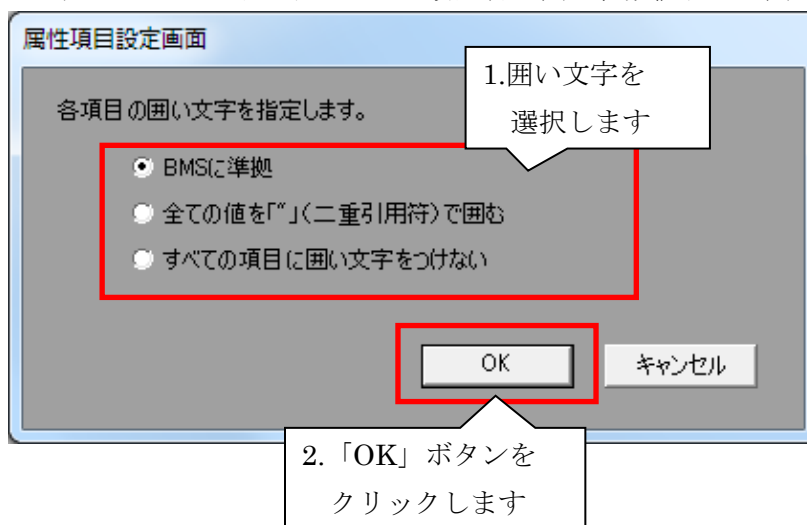 属性項目設定画面
1.囲い文字を
選択します
各項目の囲い文字を指定します。
BMSに準拠
全ての値を「"」(二重引用符)で囲む
すべての項目に囲い文字をつけない
OK
キャンセル
2.「OK」ボタンを
クリックします